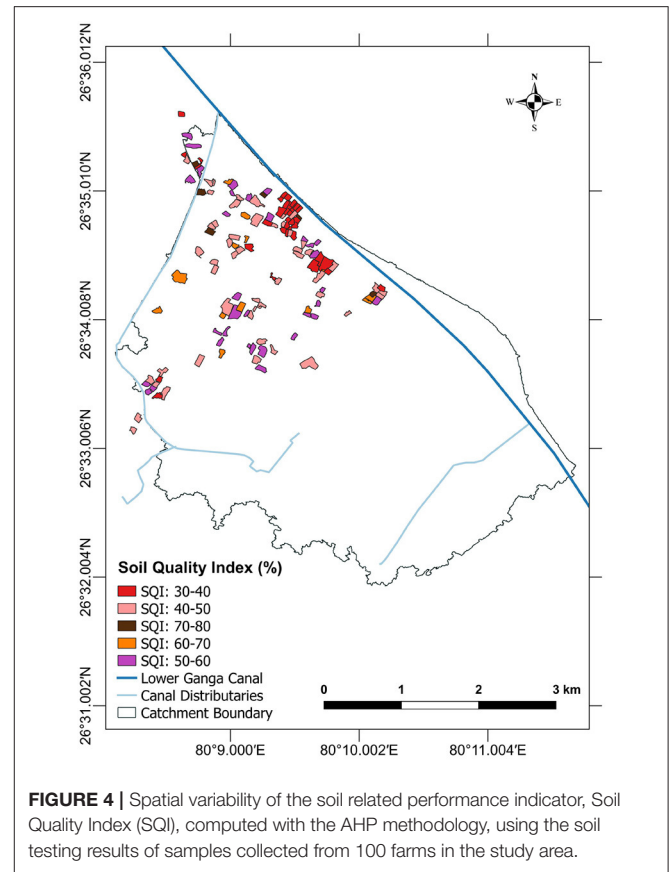 26°36.012'N
26°35.010'N
26°34.008'N
26°33.006'N
26°32.004'N
26°31.002'N
N
W E
S
Soil Quality Index (%)
SQI: 30-40
SQI: 40-50
SQI: 70-80
SQI: 60-70
SQI: 50-60
Lower Ganga Canal
Canal Distributaries
Catchment Boundary
0 1 2 3 km
80°9.000'E 80°10.002'E 80°11.004'E
FIGURE 4 | Spatial variability of the soil related performance indicator, Soil
Quality Index (SQI), computed with the AHP methodology, using the soil
testing results of samples collected from 100 farms in the study area.